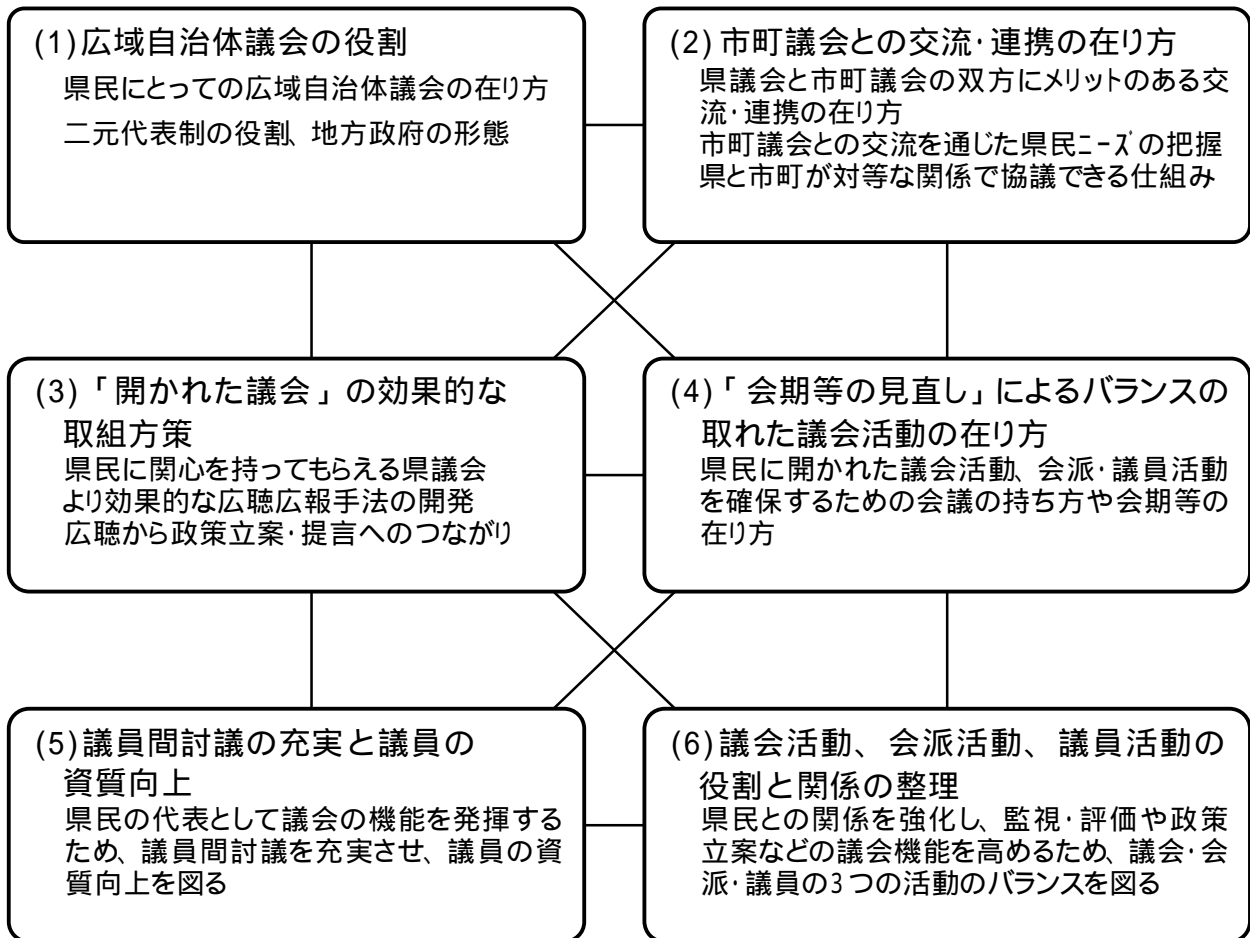 (1)広域自治体議会の役割
県民にとっての広域自治体議会の在り方
二元代表制の役割、地方政府の形態
(2)市町議会との交流・連携の在り方
県議会と市町議会の双方にメリットのある交
流・連携の在り方
市町議会との交流を通じた県民ニーズの把握
県と市町が対等な関係で協議できる仕組み
(3)「開かれた議会」の効果的な
取組方策
県民に関心を持ってもらえる県議会
より効果的な広聴広報手法の開発
広聴から政策立案・提言へのつながり
(4)「会期等の見直し」によるバランスの
取れた議会活動の在り方
県民に開かれた議会活動、会派・議員活動
を確保するための会議の持ち方や会期等の
在り方
(5)議員間討議の充実と議員の
資質向上
県民の代表として議会の機能を発揮する
ため、議員間討議を充実させ、議員の資
質向上を図る
(6)議会活動、会派活動、議員活動の
役割と関係の整理
県民との関係を強化し、監視・評価や政策
立案などの議会機能を高めるため、議会・会
派・議員の3つの活動のバランスを図る